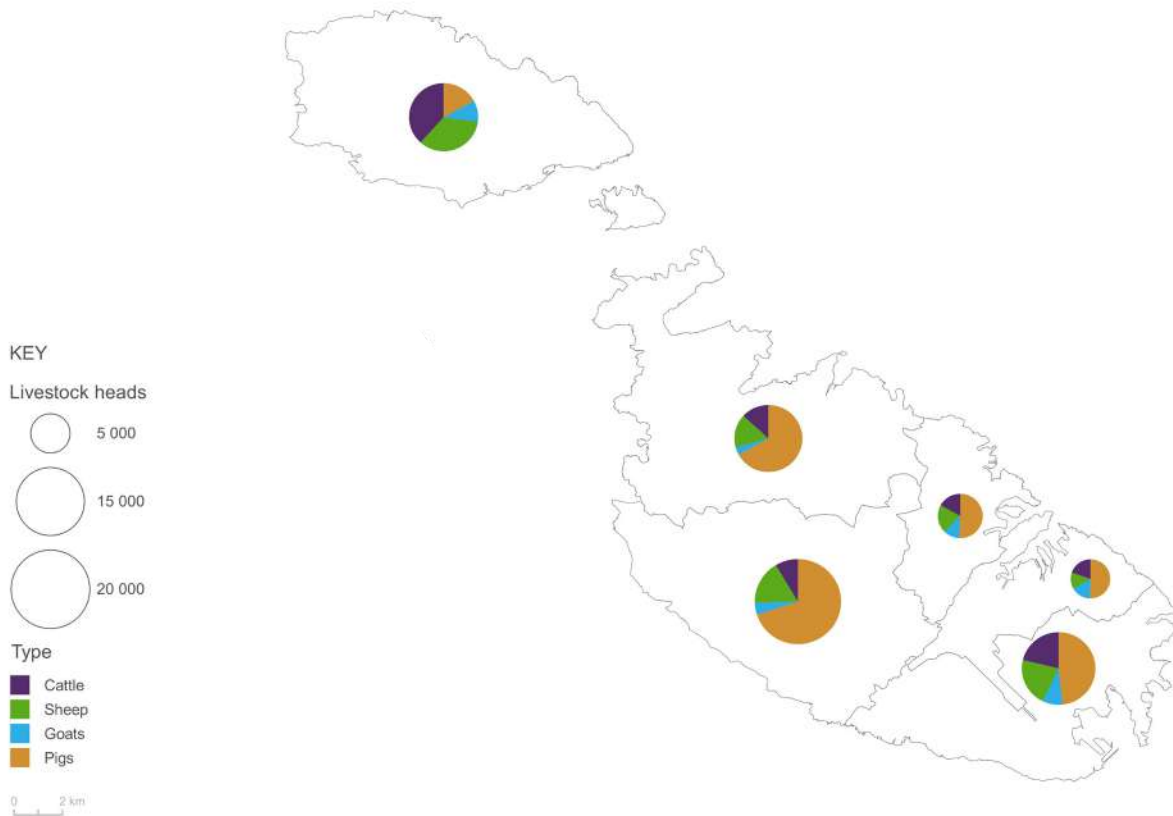 KEY
Livestock heads
5 000
15 000
20 000
Type
Cattle
Sheep
Goats
Pigs
0 2 km